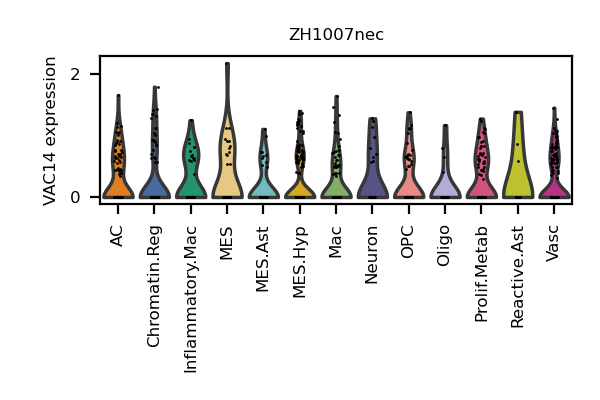 ZH1007nec
VAC14 expression
2
0
AC
Chromatin.Reg
Inflammatory.Mac
MES
MES.Ast
MES.Hyp
Mac
Neuron
OPC
Oligo
Prolif.Metab
Reactive.Ast
Vasc